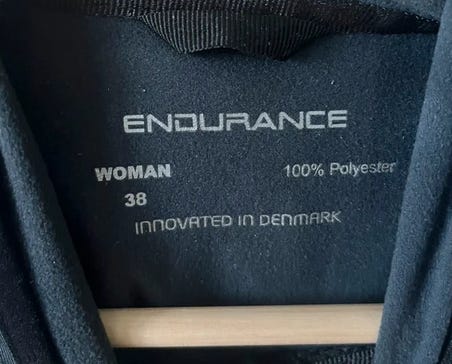 ENDURANCE
WOMAN 100% Polyester
38
INNOVATED IN DENMARK